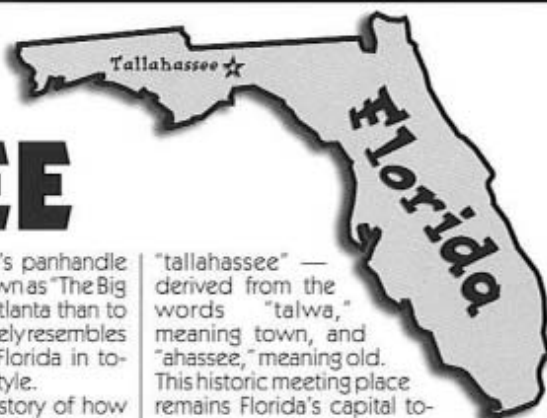 Tallahassee
Florida
EE
's panhandle
wn as "The Big
tlanta than to
ely resembles
Florida in to-
tyle.
story of how
"tallahassee" —
derived from the
words "talwa,"
meaning town, and
"ahassee," meaning old.
This historic meeting place
remains Florida's capital to-